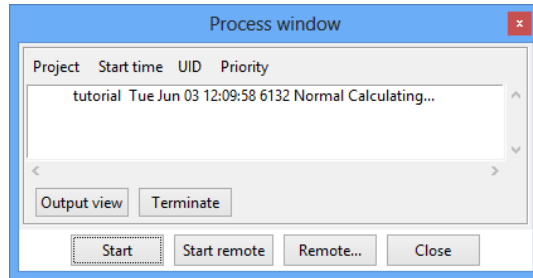 Process window
x
Project Start time UID Priority
tutorial Tue Jun 03 12:09:58 6132 Normal Calculating...
Output view Terminate
Start Start remote Remote... Close